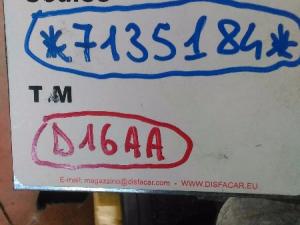 *7135184*
T.M
D16AA
E-mail: magazzino@disfacar.com - WWW.DISFACAR.EU